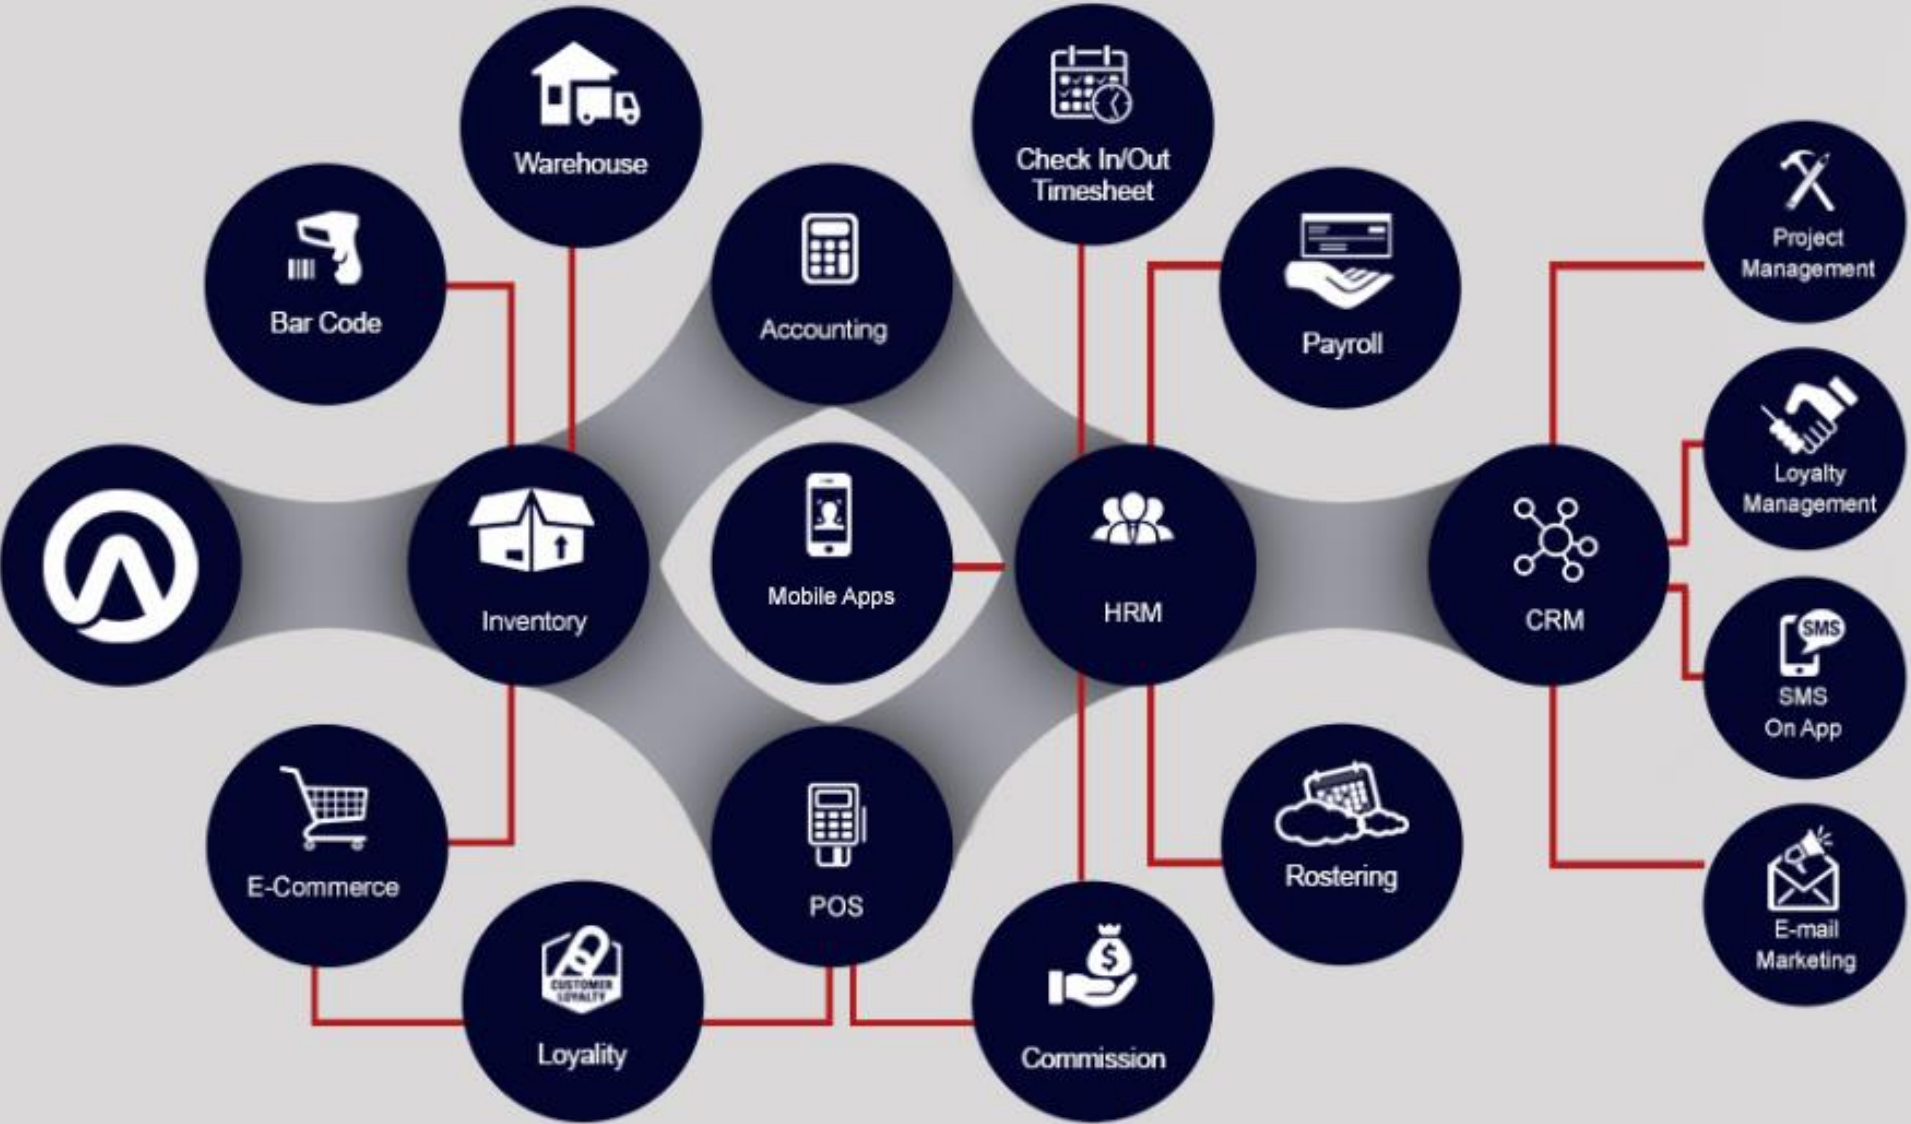 Warehouse
Check In/Out
Timesheet
Bar Code
Accounting
Payroll
Project
Management
Loyalty
Management
Inventory
Mobile Apps
HRM
CRM
SMS
SMS
On App
E-Commerce
POS
Rostering
E-mail
Marketing
CUSTOMER
LOYALTY
Loyality
$
Commission